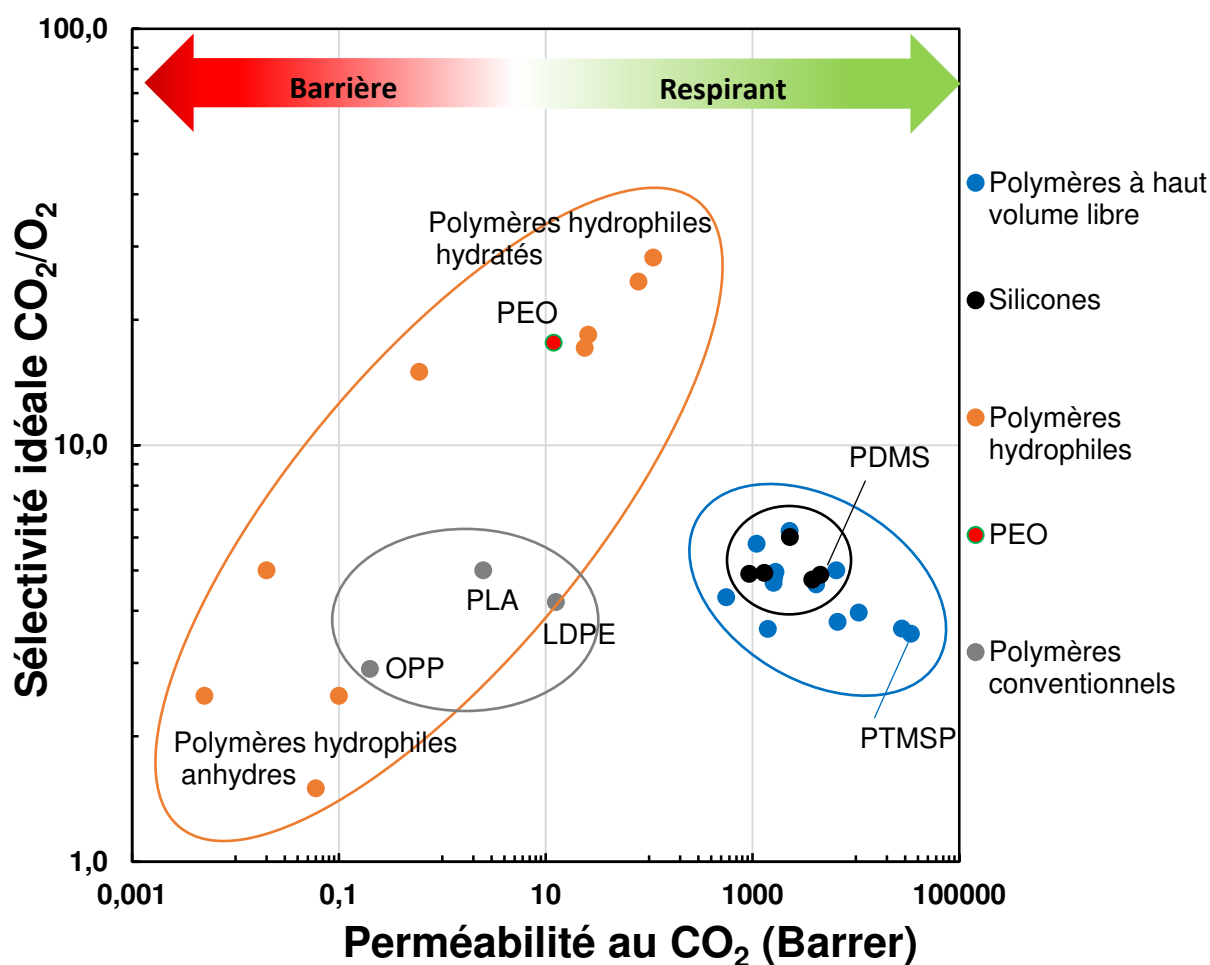 100,0
Barrière
Respirant
Polymères à haut
volume libre
Polymères hydrophiles
hydratés
PEO
Silicones
Polymères
hydrophiles
10,0
PDMS
PEO
PLA
LDPE
OPP
Polymères
conventionnels
Polymères hydrophiles
anhydres
PTMSP
1,0
0,001
0,1
10
1000
100000
Sélectivité idéale CO₂/O₂
Perméabilité au CO₂ (Barrer)